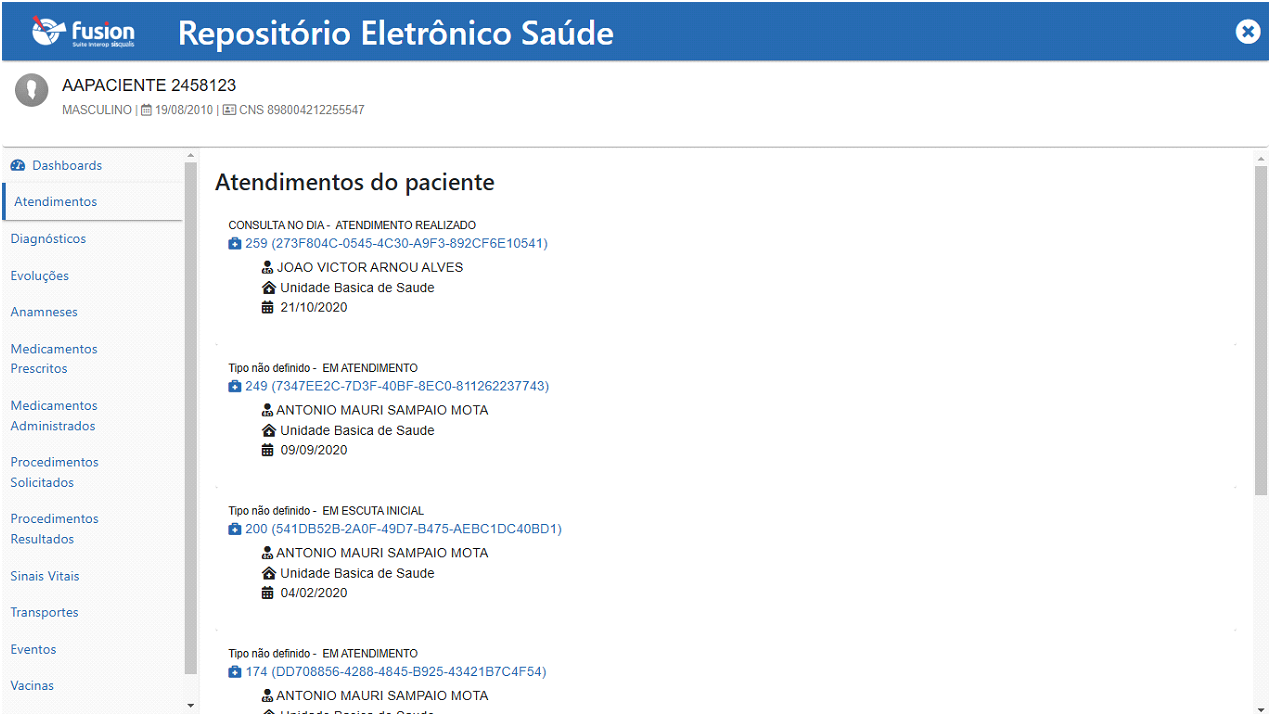 fusion
Suite Interop sisqualis
Repositório Eletrônico Saúde
AAPACIENTE 2458123
MASCULINO | 19/08/2010 | CNS 898004212255547
Dashboards
Atendimentos
Diagnósticos
Evoluções
Anamneses
Medicamentos
Prescritos
Medicamentos
Administrados
Procedimentos
Solicitados
Procedimentos
Resultados
Sinais Vitais
Transportes
Eventos
Vacinas
Atendimentos do paciente
CONSULTA NO DIA - ATENDIMENTO REALIZADO
259 (273F804C-0545-4C30-A9F3-892CF6E10541)
JOAO VICTOR ARNOU ALVES
Unidade Basica de Saude
21/10/2020
Tipo não definido - EM ATENDIMENTO
249 (7347EE2C-7D3F-40BF-8EC0-811262237743)
ANTONIO MAURI SAMPAIO MOTA
Unidade Basica de Saude
09/09/2020
Tipo não definido - EM ESCUTA INICIAL
200 (541DB52B-2A0F-49D7-B475-AEBC1DC40BD1)
ANTONIO MAURI SAMPAIO MOTA
Unidade Basica de Saude
04/02/2020
Tipo não definido - EM ATENDIMENTO
174 (DD708856-4288-4845-B925-43421B7C4F54)
ANTONIO MAURI SAMPAIO MOTA
Unidade Basica de Saude